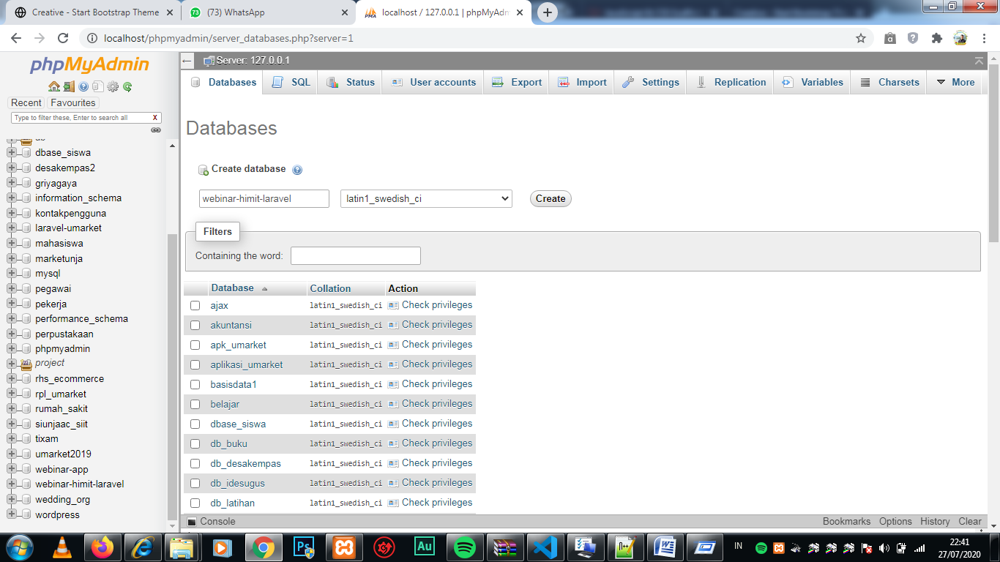 Creative - Start Bootstrap Theme
(73) WhatsApp
localhost / 127.0.0.1 | phpMyAdm
localhost/phpmyadmin/server_databases.php?server=1
phpMyAdmin
Recent Favourites
Type to filter these, Enter to search all X
db
dbase_siswa
desakempas2
griyagaya
information_schema
kontakpengguna
laravel-umarket
mahasiswa
marketunja
mysql
pegawai
pekerja
performance_schema
perpustakaan
phpmyadmin
project
rhs_ecommerce
rpl_umarket
rumah_sakit
siunjaac_siit
tixam
umarket2019
webinar-app
webinar-himit-laravel
wedding_org
wordpress
Server: 127.0.0.1
Databases SQL Status User accounts Export Import Settings Replication Variables Charsets More
Databases
Create database
webinar-himit-laravel latin1_swedish_ci Create
Filters
Containing the word:
Database Collation Action
ajax latin1_swedish_ci Check privileges
akuntansi latin1_swedish_ci Check privileges
apk_umarket latin1_swedish_ci Check privileges
aplikasi_umarket latin1_swedish_ci Check privileges
basisdata1 latin1_swedish_ci Check privileges
belajar latin1_swedish_ci Check privileges
dbase_siswa latin1_swedish_ci Check privileges
db_buku latin1_swedish_ci Check privileges
db_desakempas latin1_swedish_ci Check privileges
db_idesugus latin1_swedish_ci Check privileges
db_latihan latin1_swedish_ci Check privileges
Console Bookmarks Options History Clear
Ps
Au
IN
22:41
27/07/2020